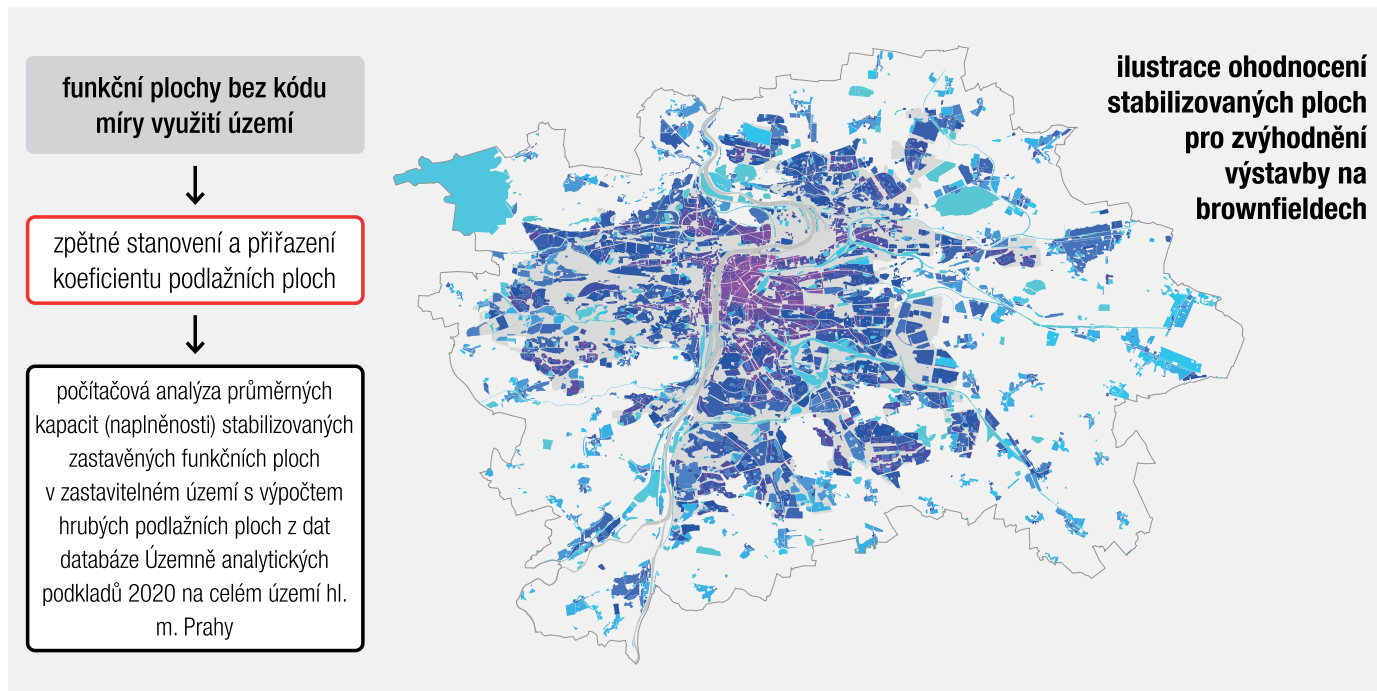 funkční plochy bez kódu
míry využití území
zpětné stanovení a přiřazení
koeficientu podlažních ploch
počítačová analýza průměrných
kapacit (naplněnosti) stabilizovaných
zastavěných funkčních ploch
v zastavitelném území s výpočtem
hrubých podlažních ploch z dat
databáze Územně analytických
podkladů 2020 na celém území hl.
m. Prahy
ilustrace ohodnocení
stabilizovaných ploch
pro zvýhodnění
výstavby na
brownfieldech